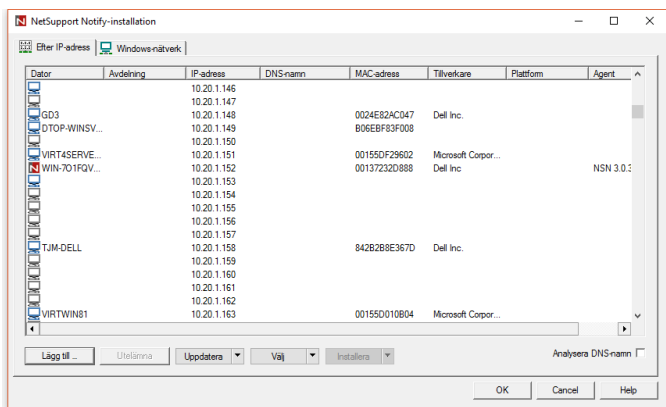 NetSupport Notify-installation
Efter IP-adress Windows-nätverk
Dator Avdelning IP-adress DNS-namn MAC-adress Tillverkare Plattform Agent
10.20.1.146
10.20.1.147
GD3 10.20.1.148 0024E82AC047 Dell Inc.
DTOP-WINSV... 10.20.1.149 B06EBF83F008
10.20.1.150
VIRT4SERVE... 10.20.1.151 00155DF29602 Microsoft Corpor...
WIN-7O1FQV... 10.20.1.152 00137232D888 Dell Inc NSN 3.0.3
10.20.1.153
10.20.1.154
10.20.1.155
10.20.1.156
10.20.1.157
TJM-DELL 10.20.1.158 842B2B8E367D Dell Inc.
10.20.1.159
10.20.1.160
10.20.1.161
10.20.1.162
VIRTWIN81 10.20.1.163 00155D010B04 Microsoft Corpor...
Lägg till ... Utelämna Uppdatera Välj Installera Analysera DNS-namn
OK Cancel Help